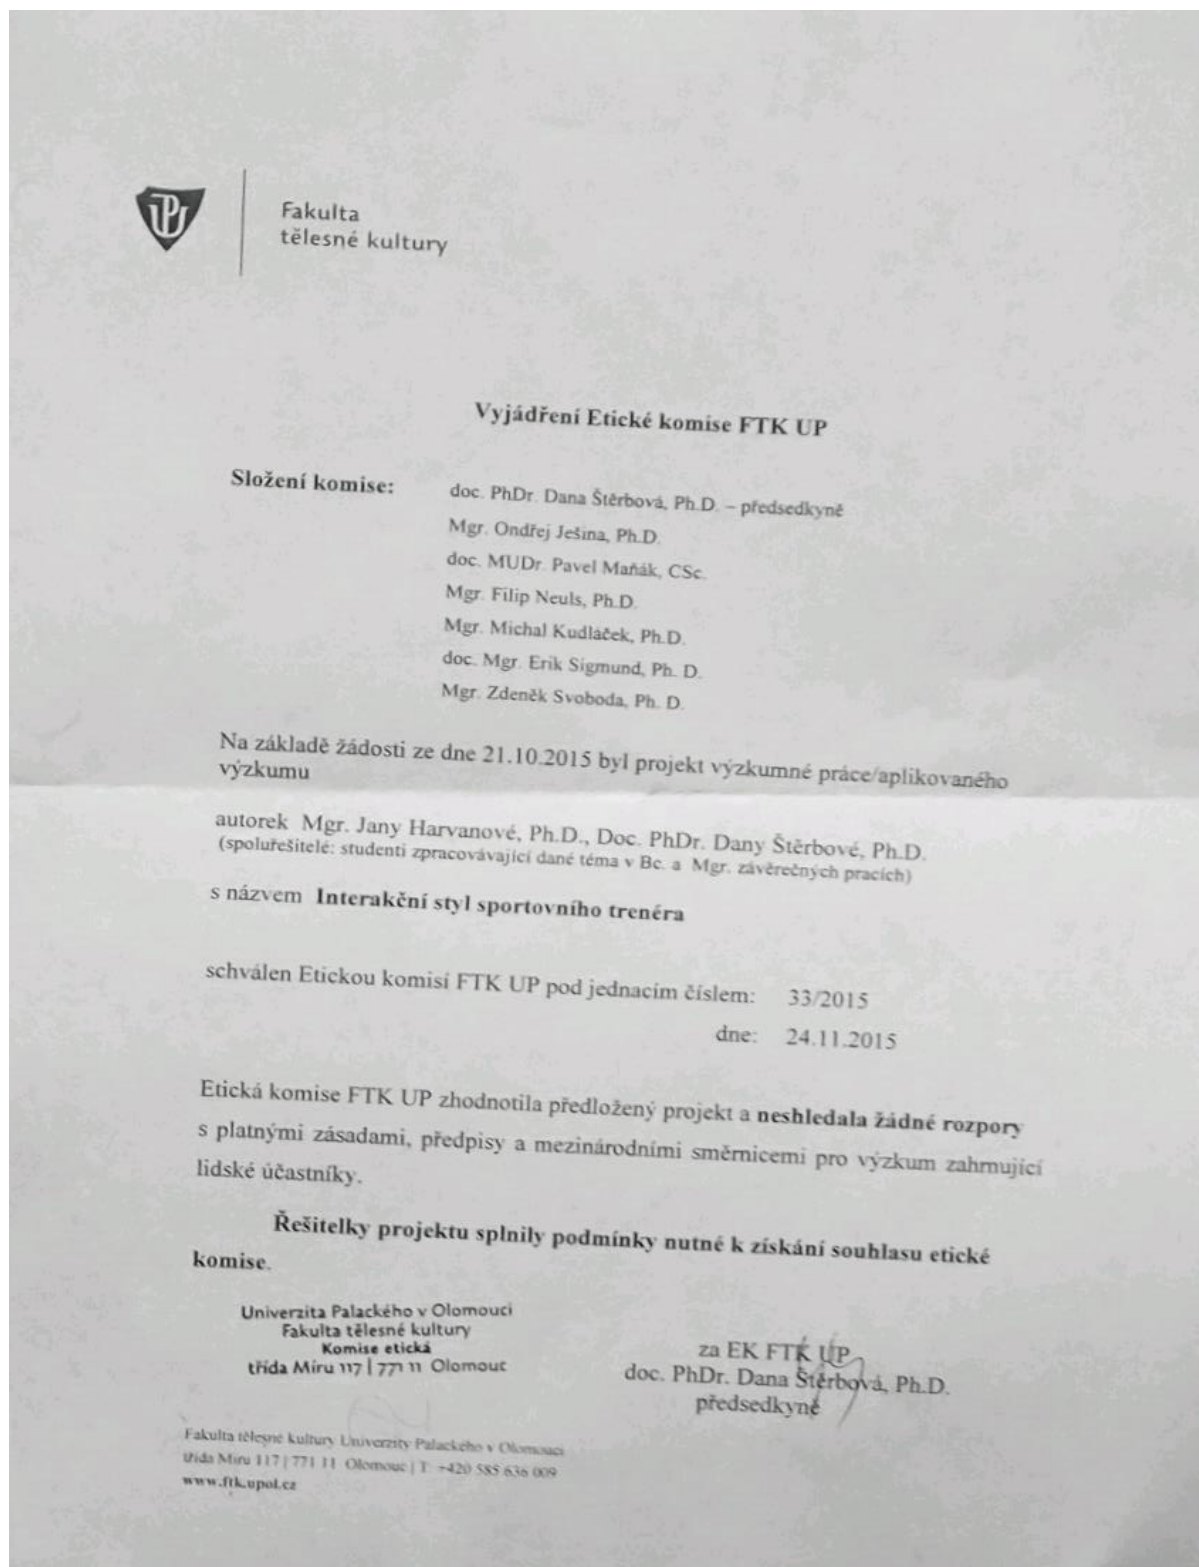 UP
Fakulta
tělesné kultury
Vyjádření Etické komise FTK UP
Složení komise:
doc. PhDr. Dana Štěrbová, Ph.D. – předsedkyně
Mgr. Ondřej Ješina, Ph.D.
doc. MUDr. Pavel Maňák, CSc.
Mgr. Filip Neuls, Ph.D.
Mgr. Michal Kudláček, Ph.D.
doc. Mgr. Erik Sigmund, Ph. D.
Mgr. Zdeněk Svoboda, Ph. D.
Na základě žádosti ze dne 21.10.2015 byl projekt výzkumné práce/aplikovaného
výzkumu
autorek Mgr. Jany Harvanové, Ph.D., Doc. PhDr. Dany Štěrbové, Ph.D.
(spoluřešitelé: studenti zpracovávající dané téma v Bc. a Mgr. závěrečných pracích)
s názvem Interakční styl sportovního trenéra
schválen Etickou komisí FTK UP pod jednacím číslem: 33/2015
dne: 24.11.2015
Etická komise FTK UP zhodnotila předložený projekt a neshledala žádné rozpory
s platnými zásadami, předpisy a mezinárodními směrnicemi pro výzkum zahrnující
lidské účastníky.
Řešitelky projektu splnily podmínky nutné k získání souhlasu etické
komise.
Univerzita Palackého v Olomouci
Fakulta tělesné kultury
Komise etická
třída Míru 117 | 771 11 Olomouc
za EK FTK UP
doc. PhDr. Dana Štěrbová, Ph.D.
předsedkyně
Fakulta tělesné kultury Univerzity Palackého v Olomouci
třída Míru 117 | 771 11 Olomouc | T: +420 585 636 009
www.ftk.upol.cz